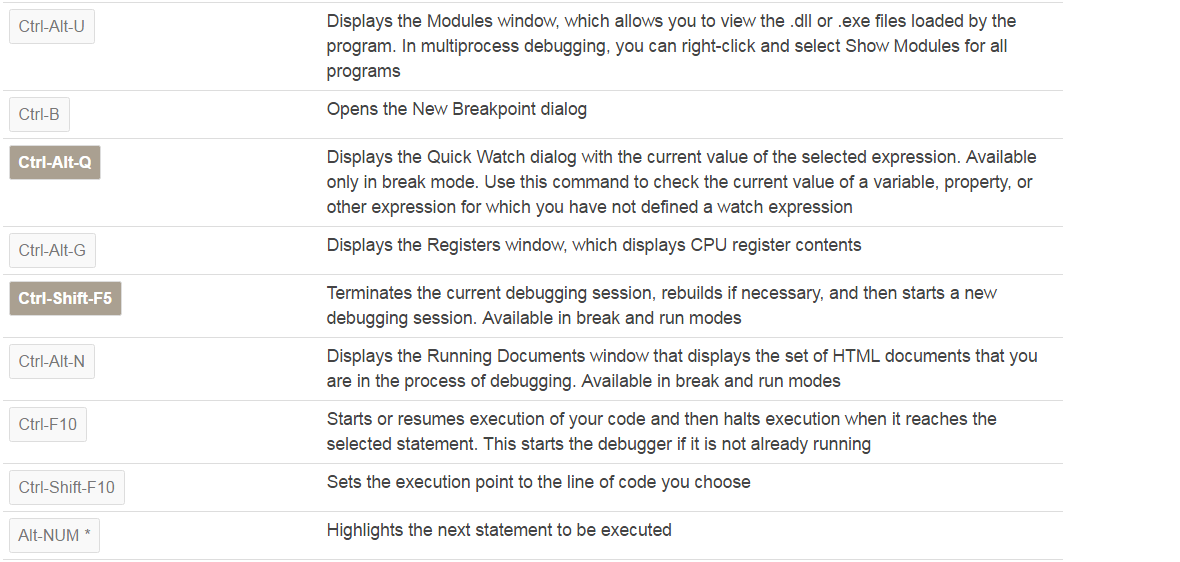 Ctrl-Alt-U
Displays the Modules window, which allows you to view the .dll or .exe files loaded by the
program. In multiprocess debugging, you can right-click and select Show Modules for all
programs
Ctrl-B
Opens the New Breakpoint dialog
Ctrl-Alt-Q
Displays the Quick Watch dialog with the current value of the selected expression. Available
only in break mode. Use this command to check the current value of a variable, property, or
other expression for which you have not defined a watch expression
Ctrl-Alt-G
Displays the Registers window, which displays CPU register contents
Ctrl-Shift-F5
Terminates the current debugging session, rebuilds if necessary, and then starts a new
debugging session. Available in break and run modes
Ctrl-Alt-N
Displays the Running Documents window that displays the set of HTML documents that you
are in the process of debugging. Available in break and run modes
Ctrl-F10
Starts or resumes execution of your code and then halts execution when it reaches the
selected statement. This starts the debugger if it is not already running
Ctrl-Shift-F10
Sets the execution point to the line of code you choose
Alt-NUM *
Highlights the next statement to be executed